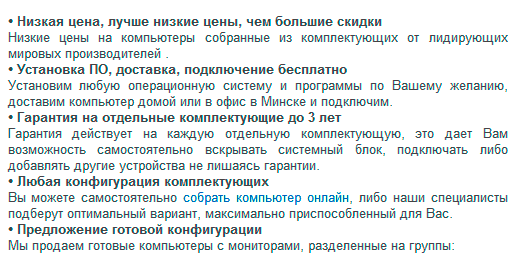 • Низкая цена, лучше низкие цены, чем большие скидки
Низкие цены на компьютеры собранные из комплектующих от лидирующих
мировых производителей .
• Установка ПО, доставка, подключение бесплатно
Установим любую операционную систему и программы по Вашему желанию,
доставим компьютер домой или в офис в Минске и подключим.
• Гарантия на отдельные комплектующие до 3 лет
Гарантия действует на каждую отдельную комплектующую, это дает Вам
возможность самостоятельно вскрывать системный блок, подключать либо
добавлять другие устройства не лишаясь гарантии.
• Любая конфигурация комплектующих
Вы можете самостоятельно собрать компьютер онлайн, либо наши специалисты
подберут оптимальный вариант, максимально приспособленный для Вас.
• Предложение готовой конфигурации
Мы продаем готовые компьютеры с мониторами, разделенные на группы: